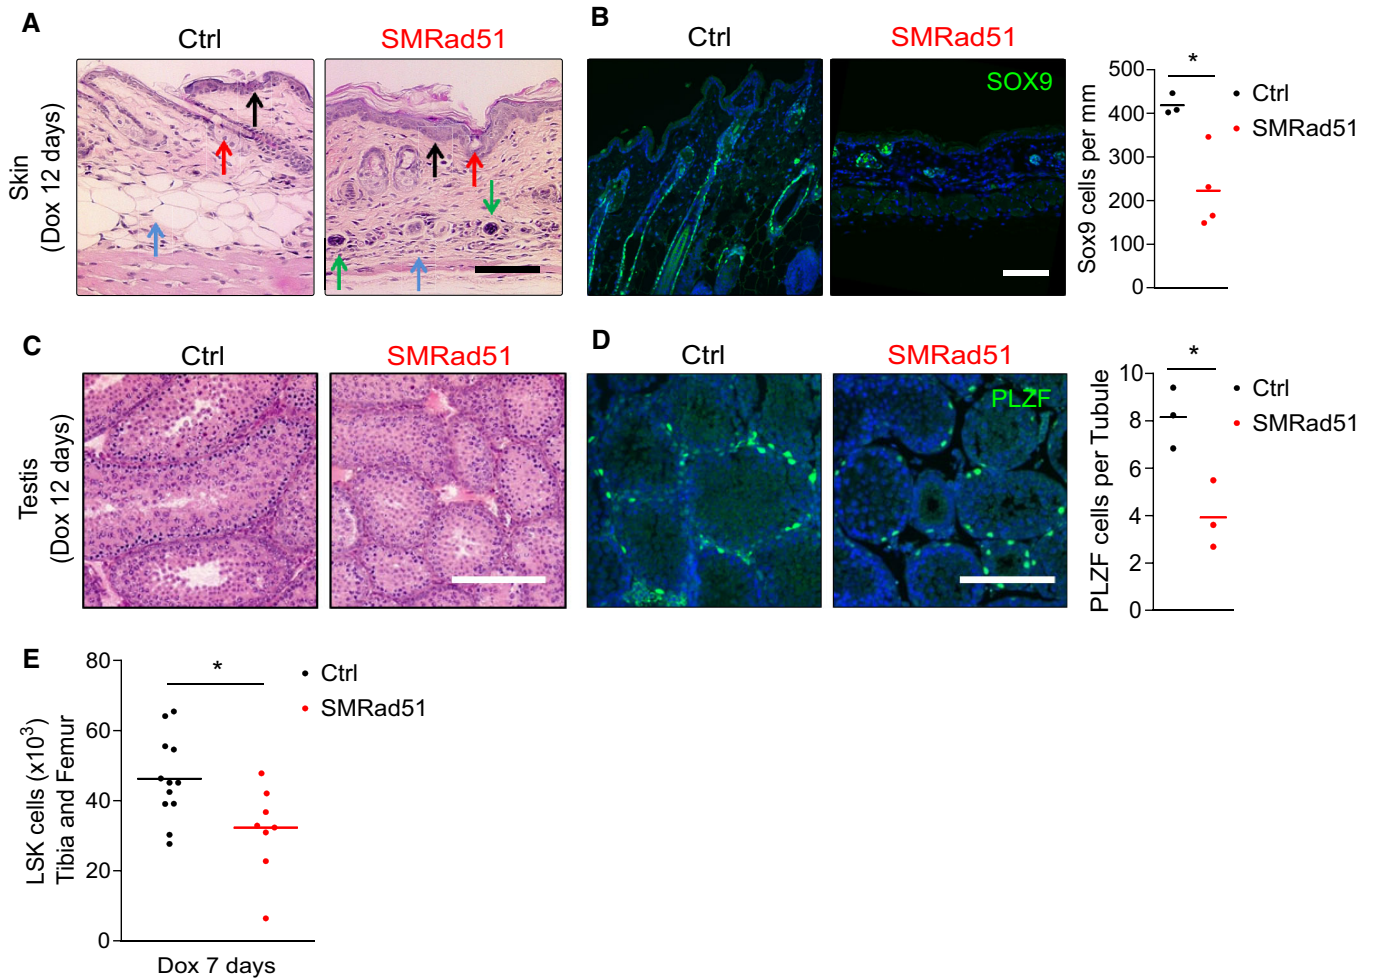 A
Ctrl
SMRad51
Skin
(Dox 12 days)
B
Ctrl
SMRad51
SOX9
Sox9 cells per mm
500
400
300
200
100
0
*
Ctrl
SMRad51
C
Ctrl
SMRad51
Testis
(Dox 12 days)
D
Ctrl
SMRad51
PLZF
PLZF cells per Tubule
10
8
6
4
2
0
*
Ctrl
SMRad51
E
LSK cells (x10³)
Tibia and Femur
80
60
40
20
0
*
Ctrl
SMRad51
Dox 7 days